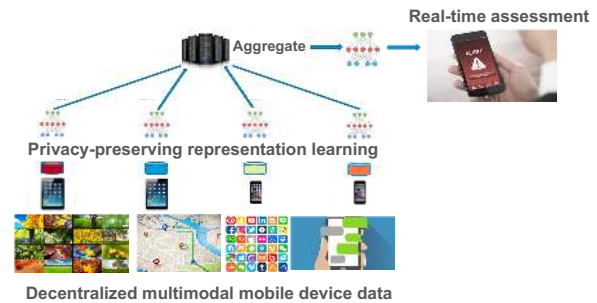 Real-time assessment
Aggregate
Privacy-preserving representation learning
Decentralized multimodal mobile device data